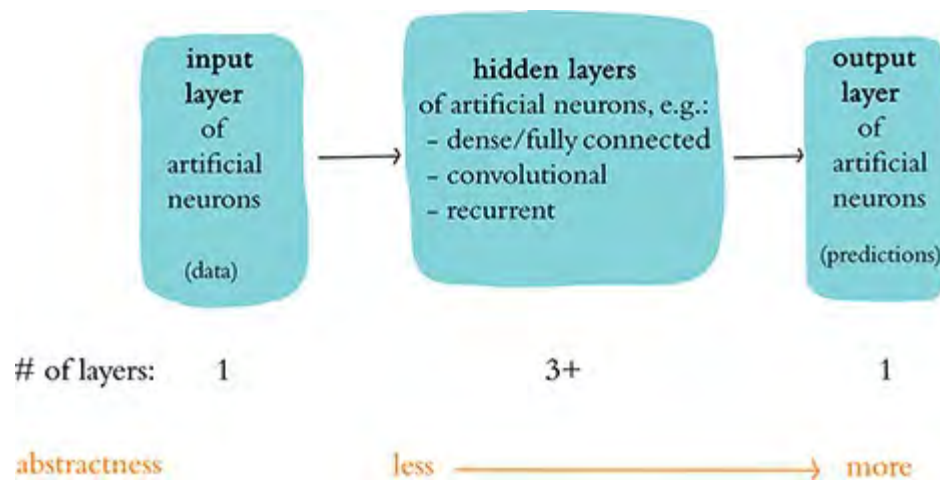 input
layer
of
artificial
neurons
(data)
hidden layers
of artificial neurons, e.g.:
- dense/fully connected
- convolutional
- recurrent
output
layer
of
artificial
neurons
(predictions)
# of layers: 1 3+ 1
abstractness less more